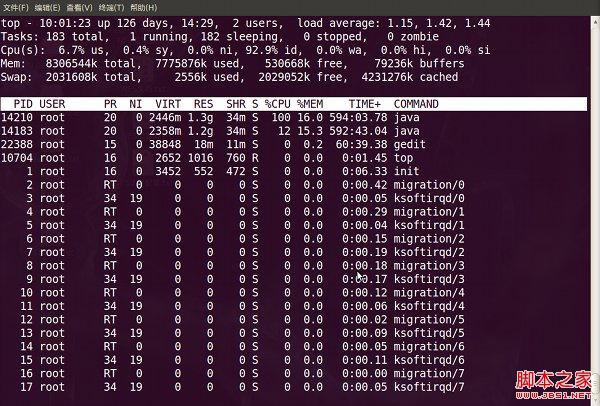 文件(F) 编辑(E) 查看(V) 终端(T) 帮助(H)
top - 10:01:23 up 126 days, 14:29,  2 users,  load average: 1.15, 1.42, 1.44
Tasks: 183 total,   1 running, 182 sleeping,   0 stopped,   0 zombie
Cpu(s):  6.7% us,  0.4% sy,  0.0% ni, 92.9% id,  0.0% wa,  0.0% hi,  0.0% si
Mem:   8306544k total,  7775876k used,   530668k free,    79236k buffers
Swap:  2031608k total,     2556k used,  2029052k free,  4231276k cached
PID USER      PR  NI  VIRT  RES  SHR S %CPU %MEM    TIME+  COMMAND
14210 root      20   0 2446m 1.3g  34m S  100 16.0 594:03.78 java
14183 root      20   0 2358m 1.2g  34m S   12 15.3 592:43.04 java
22388 root      15   0 38848  18m  11m S    0  0.2  60:39.38 gedit
10704 root      16   0  2652 1016  760 R    0  0.0   0:01.45 top
1 root      16   0  3452  552  472 S    0  0.0   0:06.33 init
2 root      RT   0     0    0    0 S    0  0.0   0:00.42 migration/0
3 root      34  19     0    0    0 S    0  0.0   0:00.05 ksoftirqd/0
4 root      RT   0     0    0    0 S    0  0.0   0:00.29 migration/1
5 root      34  19     0    0    0 S    0  0.0   0:00.04 ksoftirqd/1
6 root      RT   0     0    0    0 S    0  0.0   0:00.15 migration/2
7 root      34  19     0    0    0 S    0  0.0   0:00.19 ksoftirqd/2
8 root      RT   0     0    0    0 S    0  0.0   0:00.18 migration/3
9 root      34  19     0    0    0 S    0  0.0   0:00.17 ksoftirqd/3
10 root      RT   0     0    0    0 S    0  0.0   0:00.12 migration/4
11 root      34  19     0    0    0 S    0  0.0   0:00.06 ksoftirqd/4
12 root      RT   0     0    0    0 S    0  0.0   0:00.02 migration/5
13 root      34  19     0    0    0 S    0  0.0   0:00.09 ksoftirqd/5
14 root      RT   0     0    0    0 S    0  0.0   0:00.05 migration/6
15 root      34  19     0    0    0 S    0  0.0   0:00.11 ksoftirqd/6
16 root      RT   0     0    0    0 S    0  0.0   0:00.00 migration/7
17 root      34  19     0    0    0 S    0  0.0   0:00.05 ksoftirqd/7
脚本之家
WWW.JB51.NET